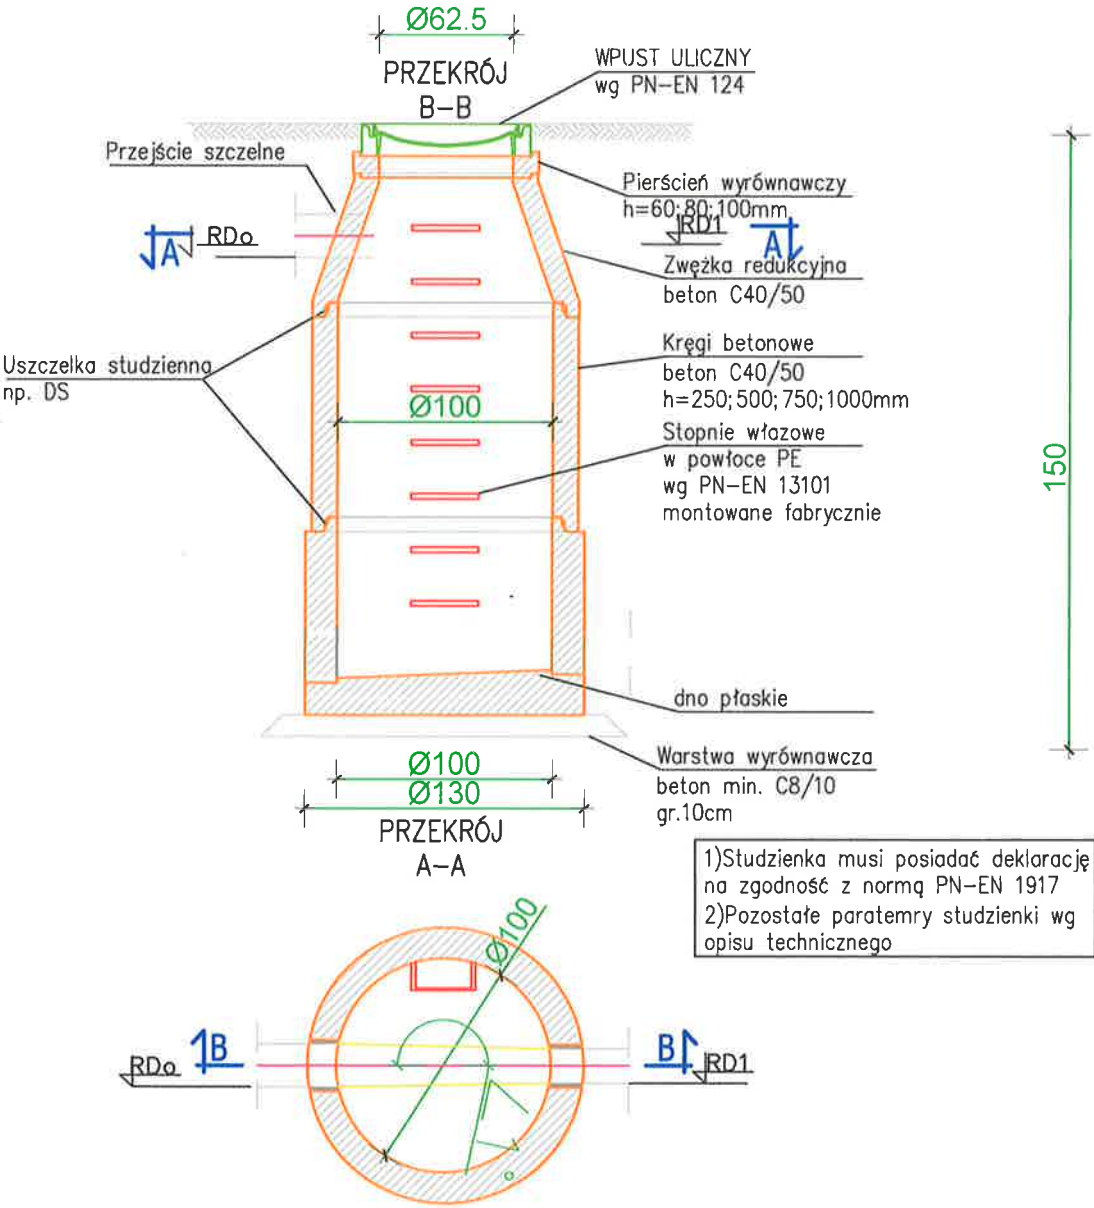 Ø62.5
PRZEKRÓJ
B-B
WPUST ULICZNY
wg PN-EN 124
Przejście szczelne
Pierścień wyrównawczy
h=60;80;100mm
A
RDo
RD1
A
Zwężka redukcyjna
beton C40/50
Uszczelka studzienna
np. DS
Kręgi betonowe
beton C40/50
h=250;500;750;1000mm
Ø100
Stopnie włazowe
w powłoce PE
wg PN-EN 13101
montowane fabrycznie
150
dno płaskie
Warstwa wyrównawcza
beton min. C8/10
gr.10cm
Ø100
Ø130
PRZEKRÓJ
A-A
1)Studzienka musi posiadać deklarację
na zgodność z normą PN-EN 1917
2)Pozostałe paratemry studzienki wg
opisu technicznego
Ø100
B
B
RDo
RD1